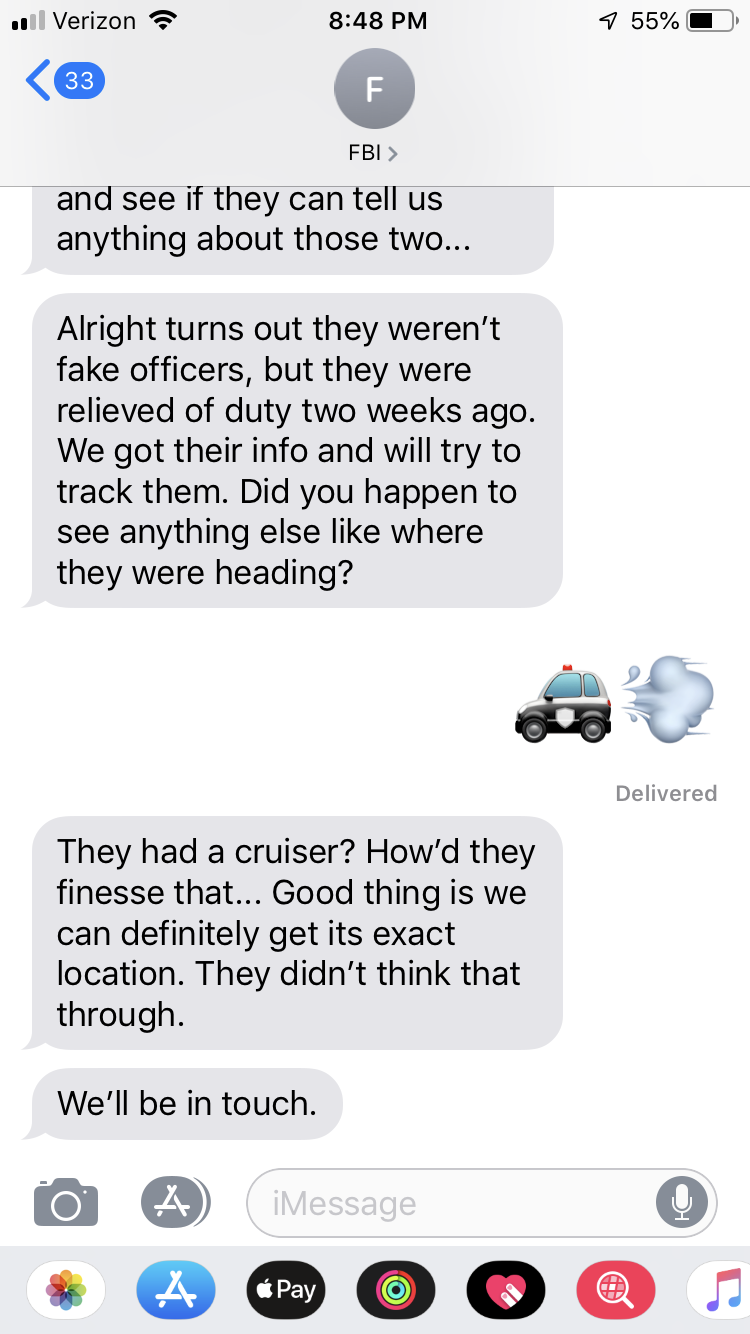 Verizon 8:48 PM 55%
33
F
FBI
and see if they can tell us
anything about those two...
Alright turns out they weren’t
fake officers, but they were
relieved of duty two weeks ago.
We got their info and will try to
track them. Did you happen to
see anything else like where
they were heading?
Delivered
They had a cruiser? How’d they
finesse that... Good thing is we
can definitely get its exact
location. They didn’t think that
through.
We’ll be in touch.
iMessage
Pay